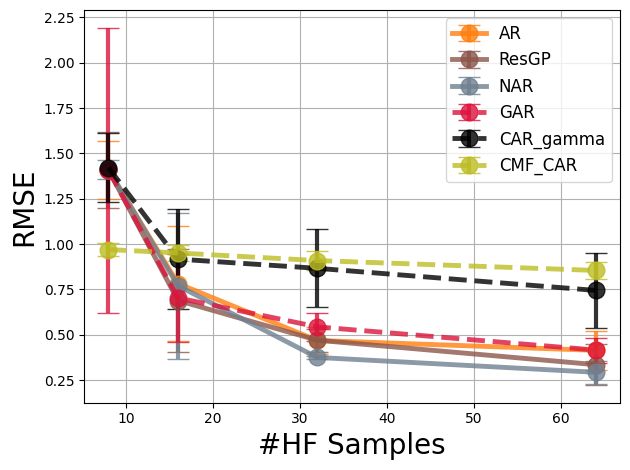 2.25
2.00
1.75
1.50
1.25
1.00
0.75
0.50
0.25
RMSE
AR
ResGP
NAR
GAR
CAR_gamma
CMF_CAR
10 20 30 40 50 60
#HF Samples